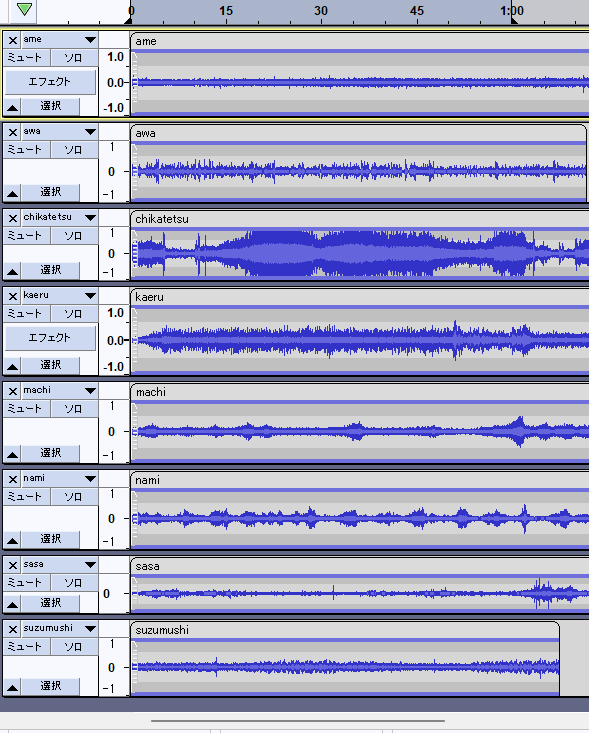 0 15 30 45 1:00
ame
ame
ミュート ソロ
1.0
エフェクト
0.0
選択
-1.0
awa
awa
ミュート ソロ
1
0
選択
-1
chikatetsu
chikatetsu
ミュート ソロ
1
0
選択
-1
kaeru
kaeru
ミュート ソロ
1.0
エフェクト
0.0
選択
-1.0
machi
machi
ミュート ソロ
1
0
選択
-1
nami
nami
ミュート ソロ
1
0
選択
-1
sasa
sasa
ミュート ソロ
0
選択
suzumushi
suzumushi
ミュート ソロ
1
0
選択
-1